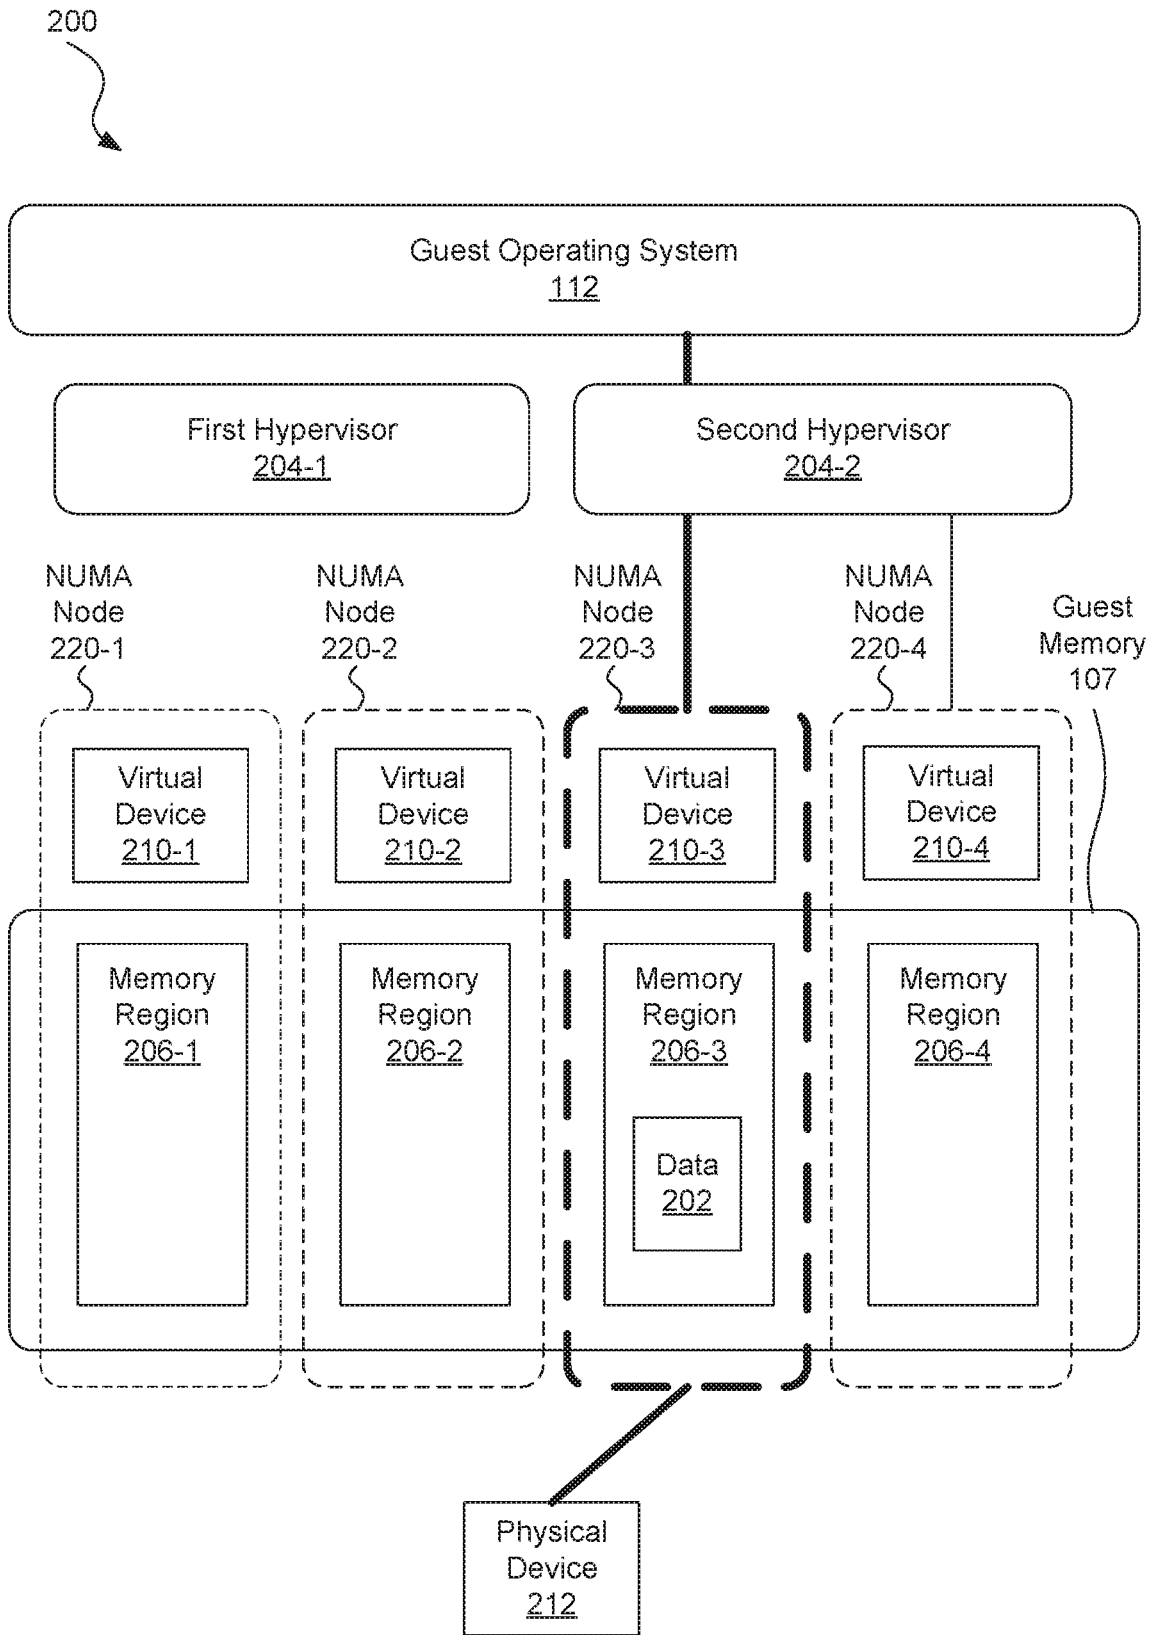 200
Guest Operating System
112
First Hypervisor
204-1
Second Hypervisor
204-2
NUMA
Node
220-1
NUMA
Node
220-2
NUMA
Node
220-3
NUMA
Node
220-4
Guest
Memory
107
Virtual
Device
210-1
Virtual
Device
210-2
Virtual
Device
210-3
Virtual
Device
210-4
Memory
Region
206-1
Memory
Region
206-2
Memory
Region
206-3
Memory
Region
206-4
Data
202
Physical
Device
212